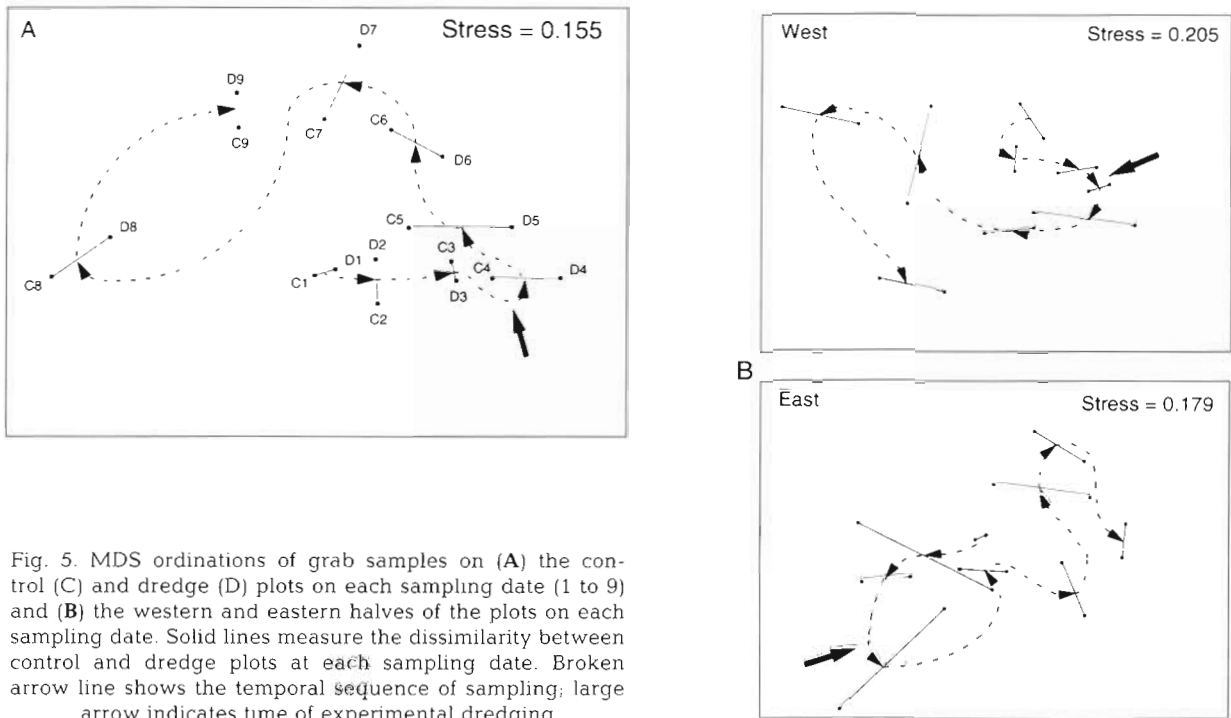 A
Stress = 0.155
D7
D9
C9
C7
C6
D6
D8
C8
C5
D5
D2
C3
D1
C1
C4
D4
D3
C2
West
Stress = 0.205
B
East
Stress = 0.179
Fig. 5. MDS ordinations of grab samples on (A) the con-
trol (C) and dredge (D) plots on each sampling date (1 to 9)
and (B) the western and eastern halves of the plots on each
sampling date. Solid lines measure the dissimilarity between
control and dredge plots at each sampling date. Broken
arrow line shows the temporal sequence of sampling; large
arrow indicates time of experimental dredging